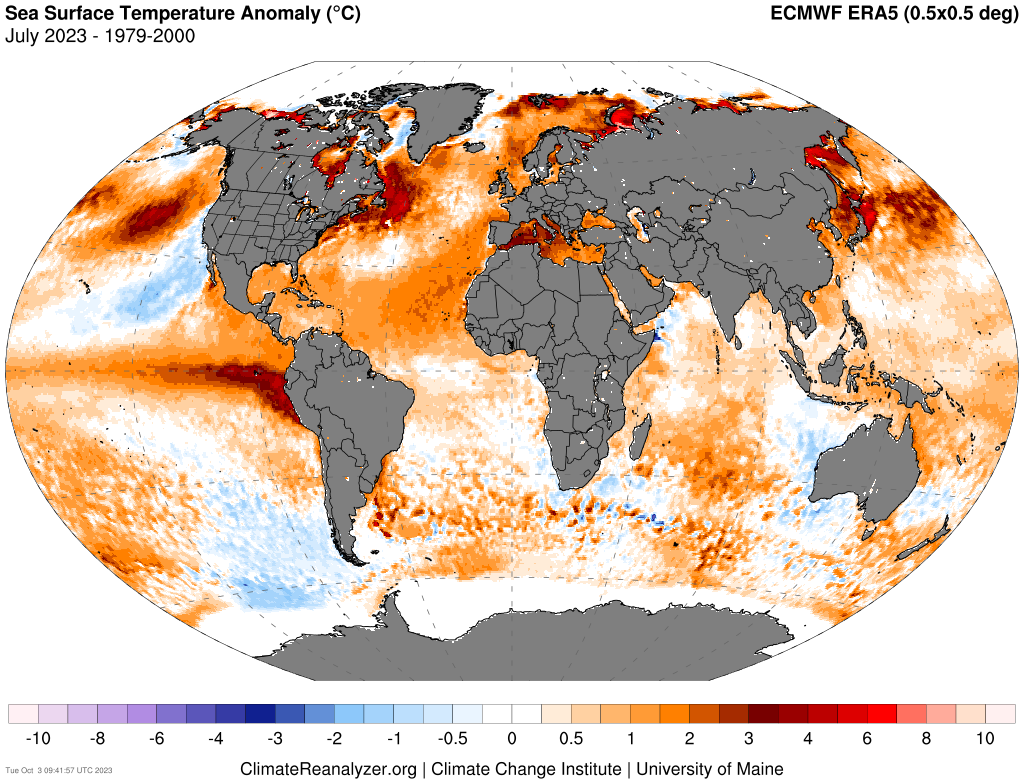 Sea Surface Temperature Anomaly (°C)
ECMWF ERA5 (0.5x0.5 deg)
July 2023 - 1979-2000
-10 -8 -6 -4 -3 -2 -1 -0.5 0 0.5 1 2 3 4 6 8 10
Tue Oct 3 09:41:57 UTC 2023
ClimateReanalyzer.org | Climate Change Institute | University of Maine